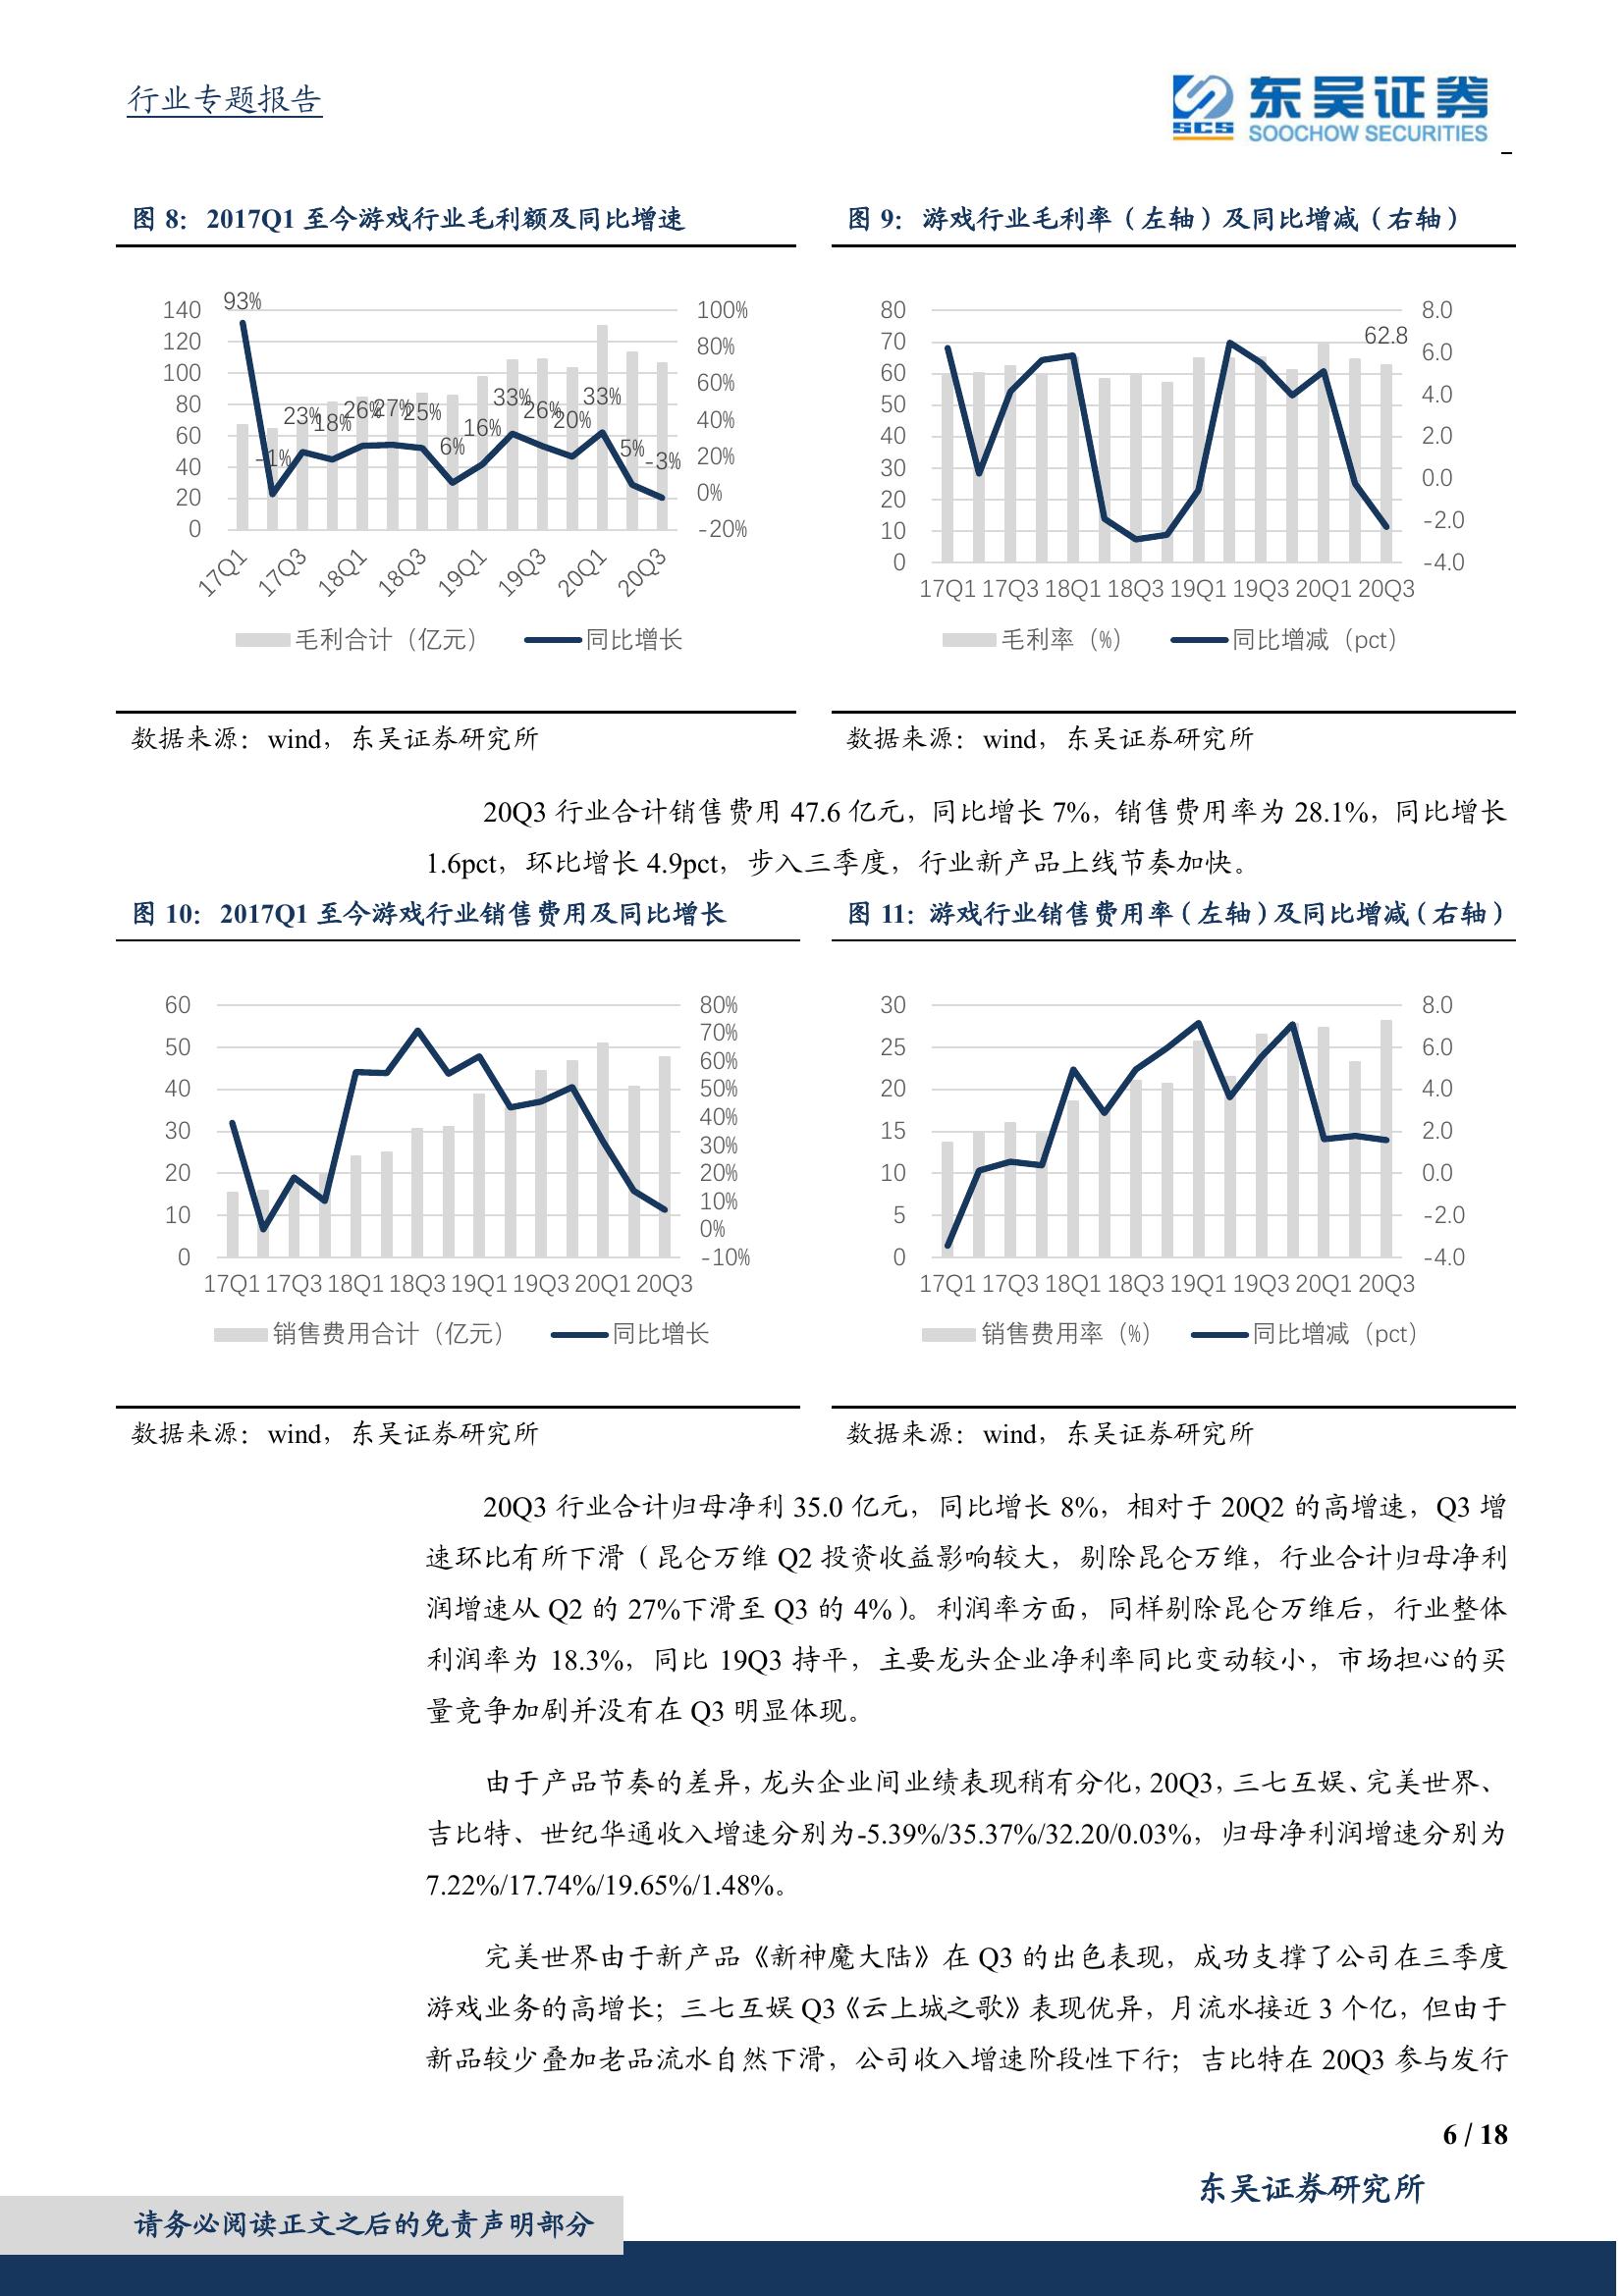 行业专题报告
SCS
东吴证券
SOOCHOW SECURITIES
图 8：2017Q1 至今游戏行业毛利额及同比增速
140
120
100
80
60
40
20
0
100%
80%
60%
40%
20%
0%
-20%
93%
-1%
23%
18%
26%
27%
25%
6%
16%
33%
26%
20%
33%
5%
-3%
17Q1 17Q3 18Q1 18Q3 19Q1 19Q3 20Q1 20Q3
毛利合计（亿元） 同比增长
数据来源：wind，东吴证券研究所
图 9：游戏行业毛利率（左轴）及同比增减（右轴）
80
70
60
50
40
30
20
10
0
8.0
6.0
4.0
2.0
0.0
-2.0
-4.0
62.8
17Q1 17Q3 18Q1 18Q3 19Q1 19Q3 20Q1 20Q3
毛利率（%） 同比增减（pct）
数据来源：wind，东吴证券研究所
20Q3 行业合计销售费用 47.6 亿元，同比增长 7%，销售费用率为 28.1%，同比增长
1.6pct，环比增长 4.9pct，步入三季度，行业新产品上线节奏加快。
图 10：2017Q1 至今游戏行业销售费用及同比增长
60
50
40
30
20
10
0
80%
70%
60%
50%
40%
30%
20%
10%
0%
-10%
17Q1 17Q3 18Q1 18Q3 19Q1 19Q3 20Q1 20Q3
销售费用合计（亿元） 同比增长
数据来源：wind，东吴证券研究所
图 11：游戏行业销售费用率（左轴）及同比增减（右轴）
30
25
20
15
10
5
0
8.0
6.0
4.0
2.0
0.0
-2.0
-4.0
17Q1 17Q3 18Q1 18Q3 19Q1 19Q3 20Q1 20Q3
销售费用率（%） 同比增减（pct）
数据来源：wind，东吴证券研究所
20Q3 行业合计归母净利 35.0 亿元，同比增长 8%，相对于 20Q2 的高增速，Q3 增
速环比有所下滑（昆仑万维 Q2 投资收益影响较大，剔除昆仑万维，行业合计归母净利
润增速从 Q2 的 27%下滑至 Q3 的 4%）。利润率方面，同样剔除昆仑万维后，行业整体
利润率为 18.3%，同比 19Q3 持平，主要龙头企业净利率同比变动较小，市场担心的买
量竞争加剧并没有在 Q3 明显体现。
由于产品节奏的差异，龙头企业间业绩表现稍有分化，20Q3，三七互娱、完美世界、
吉比特、世纪华通收入增速分别为-5.39%/35.37%/32.20/0.03%，归母净利润增速分别为
7.22%/17.74%/19.65%/1.48%。
完美世界由于新产品《新神魔大陆》在 Q3 的出色表现，成功支撑了公司在三季度
游戏业务的高增长；三七互娱 Q3《云上城之歌》表现优异，月流水接近 3 个亿，但由于
新品较少叠加老品流水自然下滑，公司收入增速阶段性下行；吉比特在 20Q3 参与发行
6 / 18
东吴证券研究所
请务必阅读正文之后的免责声明部分